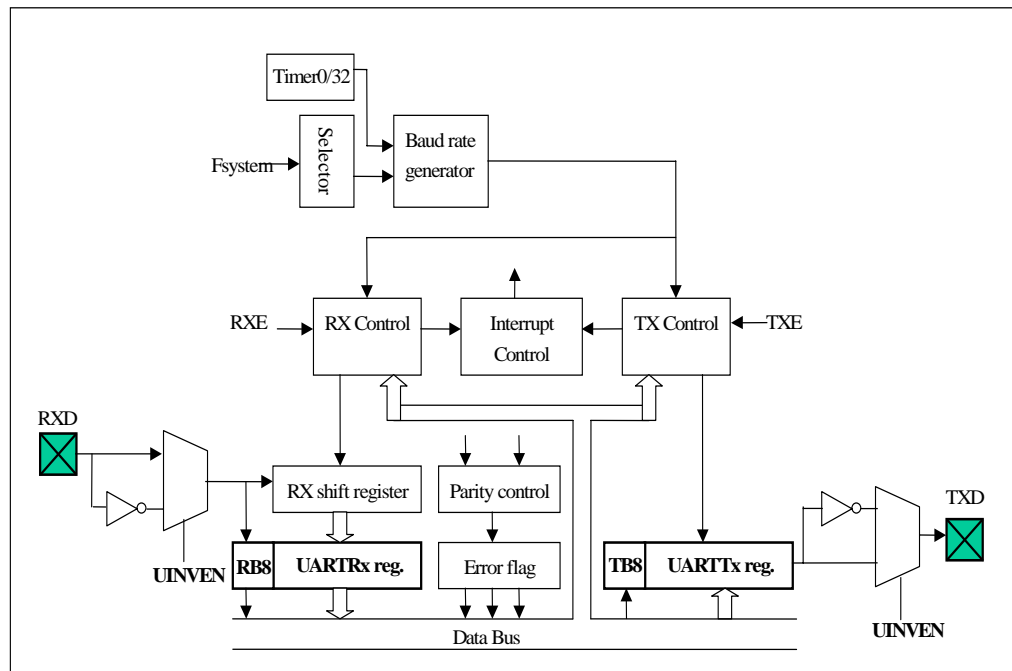 Timer0/32
Selector
Baud rate
generator
Fsystem
RXE
RX Control
Interrupt
Control
TX Control
TXE
RXD
RX shift register
Parity control
TXD
UINVEN
RB8
UARTRx reg.
Error flag
TB8
UARTTx reg.
UINVEN
Data Bus